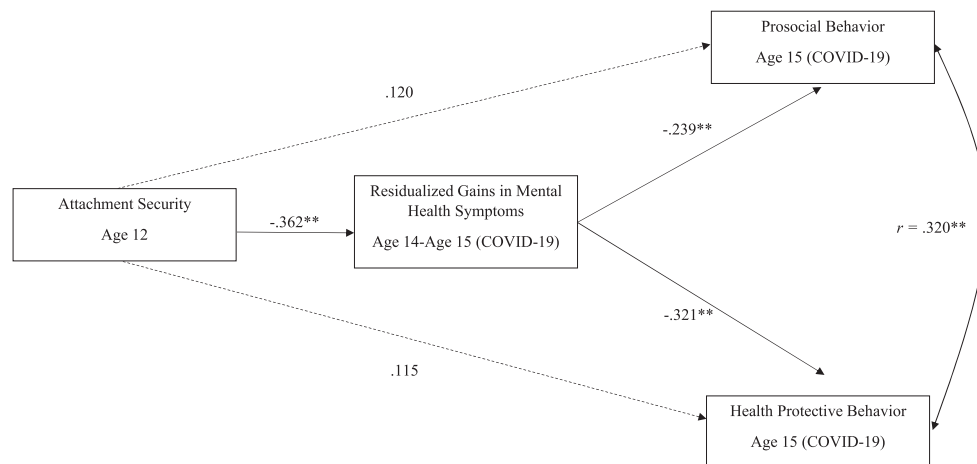 Prosocial Behavior
Age 15 (COVID-19)
.120
-.239**
Attachment Security
Age 12
-.362**
Residualized Gains in Mental
Health Symptoms
Age 14-Age 15 (COVID-19)
r = .320**
-.321**
.115
Health Protective Behavior
Age 15 (COVID-19)